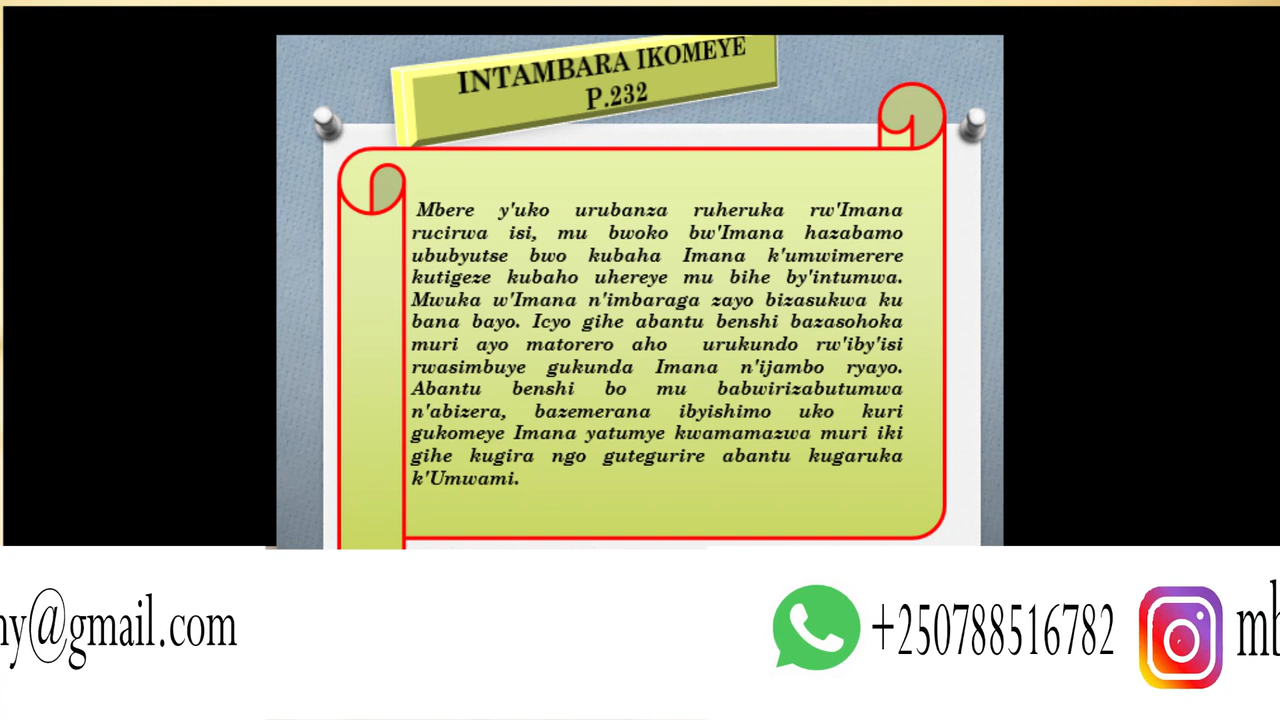 INTAMBARA IKOMEYE
P.232
Mbere y'uko urubanza ruheruka rw'Imana
rucirwa isi, mu bwoko bw'Imana hazabamo
ububyutse bwo kubaha Imana k'umwimerere
kutigeze kubaho uhereye mu bihe by'intumwa.
Mwuka w'Imana n'imbaraga zayo bizasukwa ku
bana bayo. Icyo gihe abantu benshi bazasohoka
muri ayo matorero aho urukundo rw'iby'isi
rwasimbuye gukunda Imana n'ijambo ryayo.
Abantu benshi bo mu babwirizabutumwa
n'abizera, bazemerana ibyishimo uko kuri
gukomeye Imana yatumye kwamamazwa muri iki
gihe kugira ngo gutegurire abantu kugaruka
k'Umwami.
ny@gmail.com +250788516782 mb